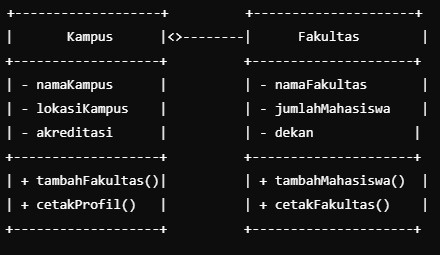 +-------------------+          +---------------------+
|       Kampus      |<>--------|      Fakultas       |
+-------------------+          +---------------------+
| - namaKampus      |          | - namaFakultas      |
| - lokasiKampus    |          | - jumlahMahasiswa   |
| - akreditasi      |          | - dekan            |
+-------------------+          +---------------------+
| + tambahFakultas()|          | + tambahMahasiswa() |
| + cetakProfil()   |          | + cetakFakultas()   |
+-------------------+          +---------------------+